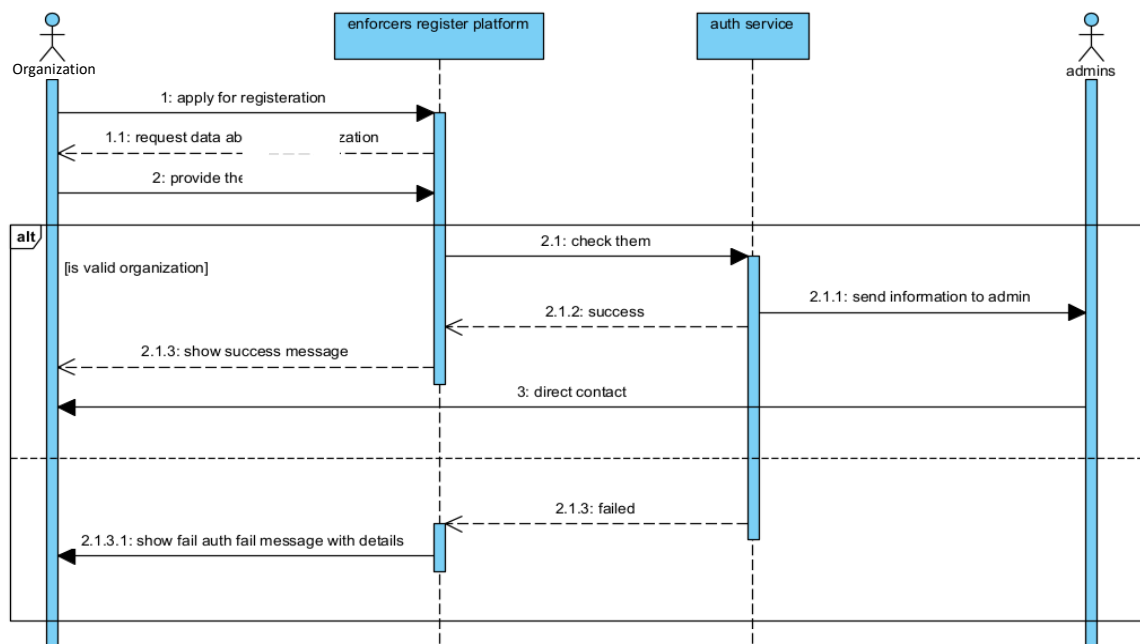 enforcers register platform
auth service
Organization
admins
1: apply for registeration
1.1: request data
2: provide
alt
2.1: check them
[is valid organization]
2.1.1: send information to admin
2.1.2: success
2.1.3: show success message
3: direct contact
2.1.3: failed
2.1.3.1: show fail auth fail message with details